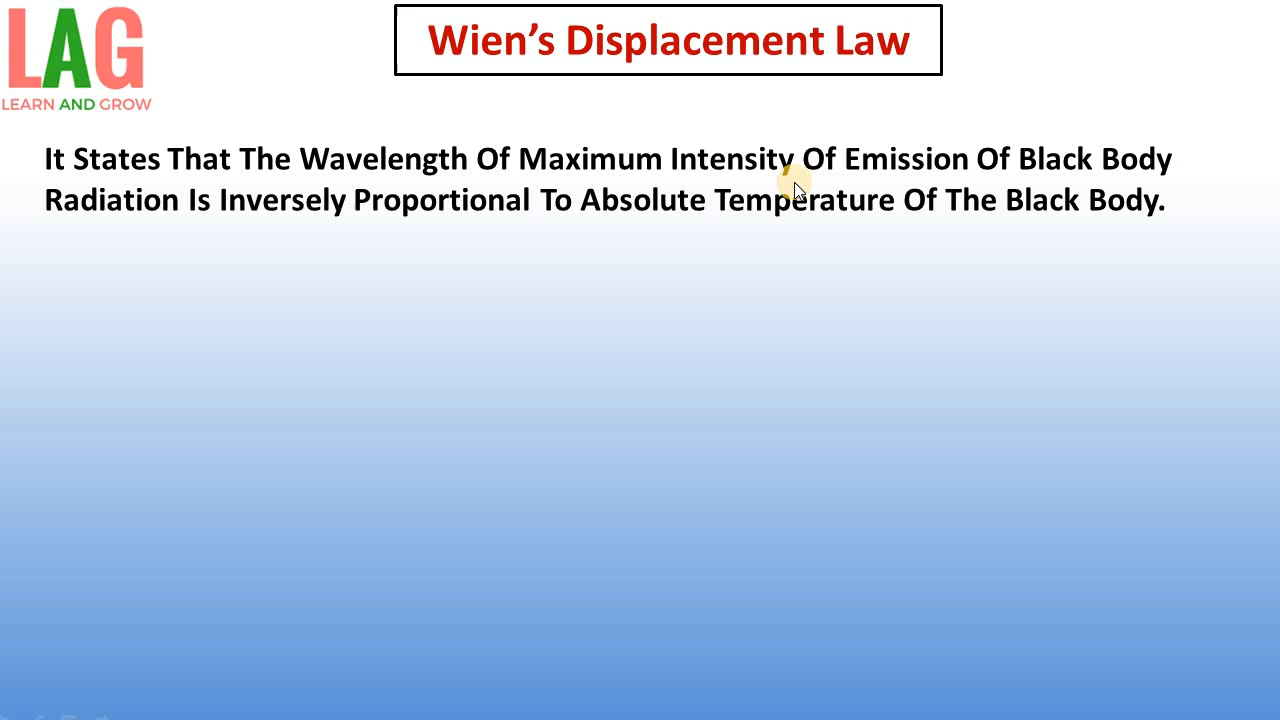 LAG
LEARN AND GROW
Wien’s Displacement Law
It States That The Wavelength Of Maximum Intensity Of Emission Of Black Body
Radiation Is Inversely Proportional To Absolute Temperature Of The Black Body.